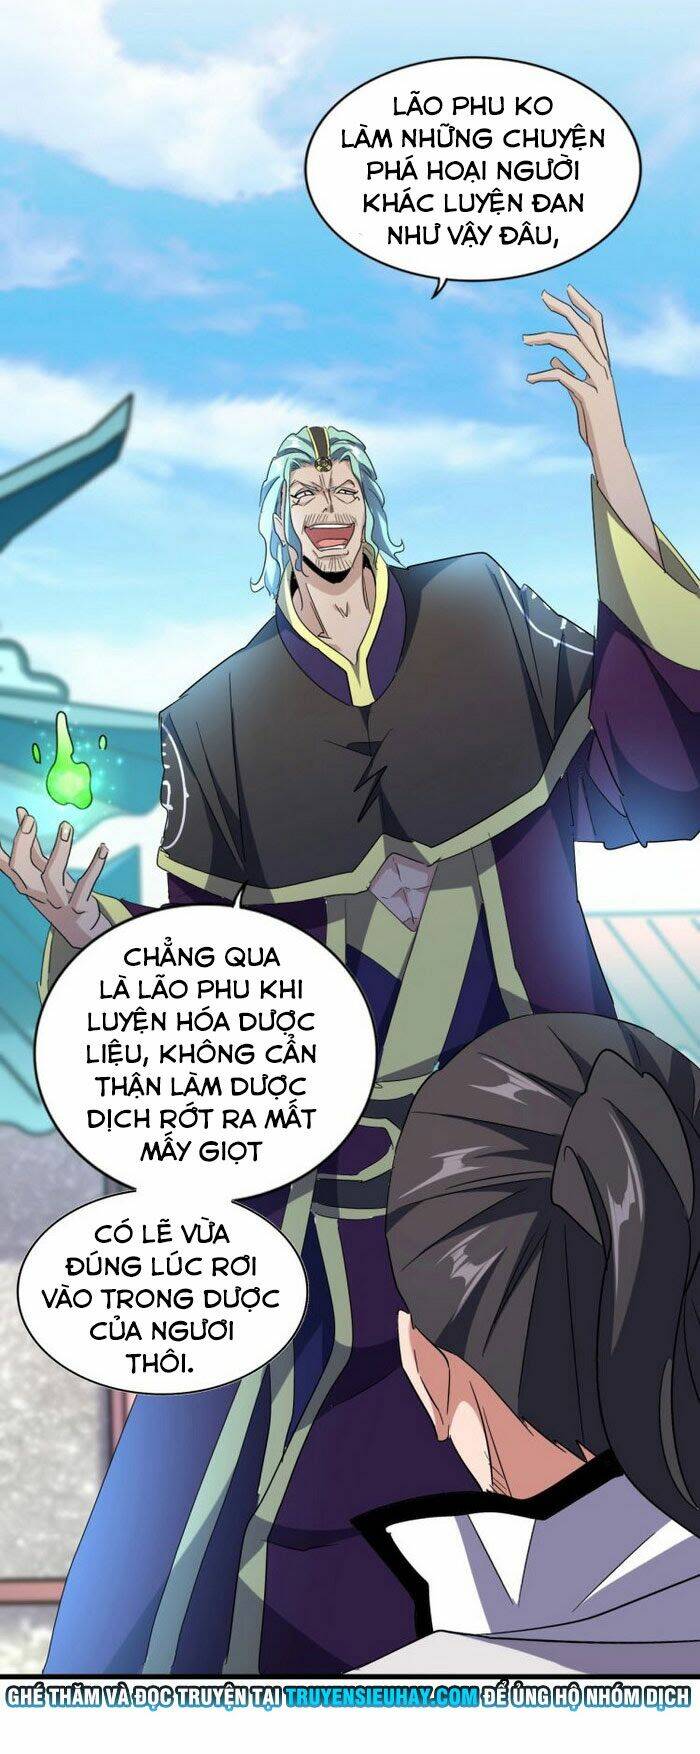 LÃO PHU KO
LÀM NHỮNG CHUYỆN
PHÁ HOẠI NGƯỜI
KHÁC LUYỆN ĐAN
NHƯ VẬY ĐÂU,
CHẲNG QUA
LÀ LÃO PHU KHI
LUYỆN HÓA DƯỢC
LIỆU, KHÔNG CẨN
THẬN LÀM DƯỢC
DỊCH RỚT RA MẤT
MẤY GIỌT
CÓ LẼ VỪA
ĐÚNG LÚC RƠI
VÀO TRONG DƯỢC
CỦA NGƯƠI
THÔI.
GHÉ THĂM VÀ ĐỌC TRUYỆN TẠI TRUYENSIEUHAY.COM ĐỂ ỦNG HỘ NHÓM DỊCH